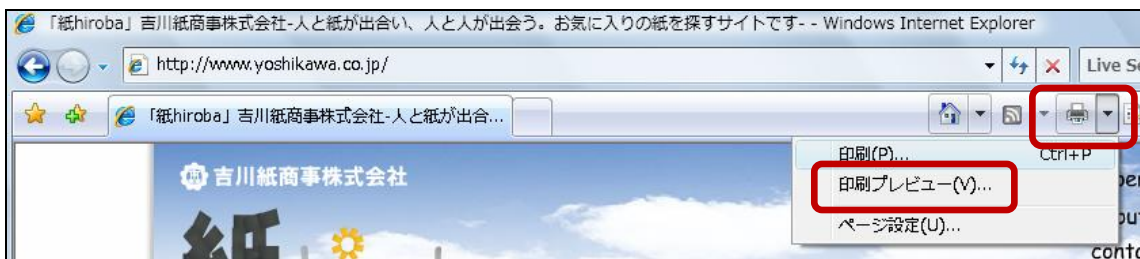 「紙hiroba」吉川紙商事株式会社-人と紙が出合い、人と人が出会う。お気に入りの紙を探すサイトです- - Windows Internet Explorer
http://www.yoshikawa.co.jp/
Live
「紙hiroba」吉川紙商事株式会社-人と紙が出合...
印刷(P)... Ctrl+P
吉川紙商事株式会社
印刷プレビュー(V)...
ページ設定(U)...
紙